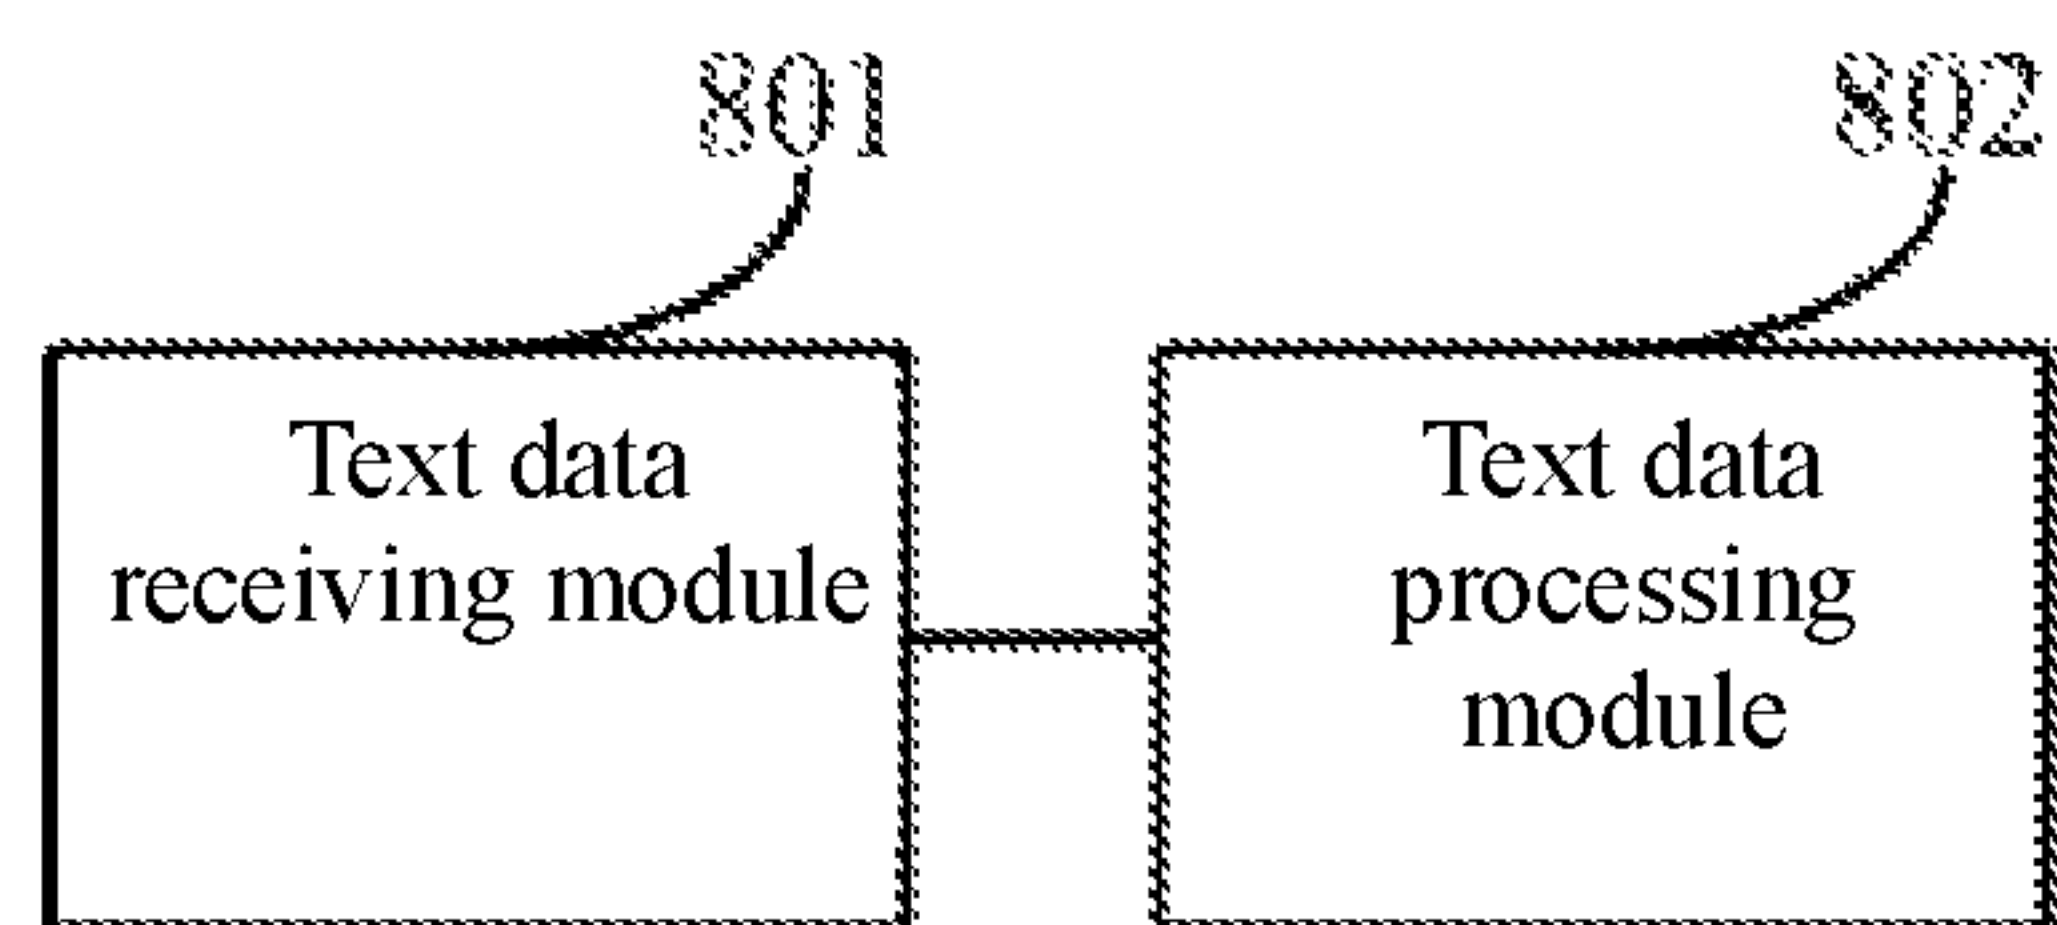 801
802
Text data
receiving module
Text data
processing
module